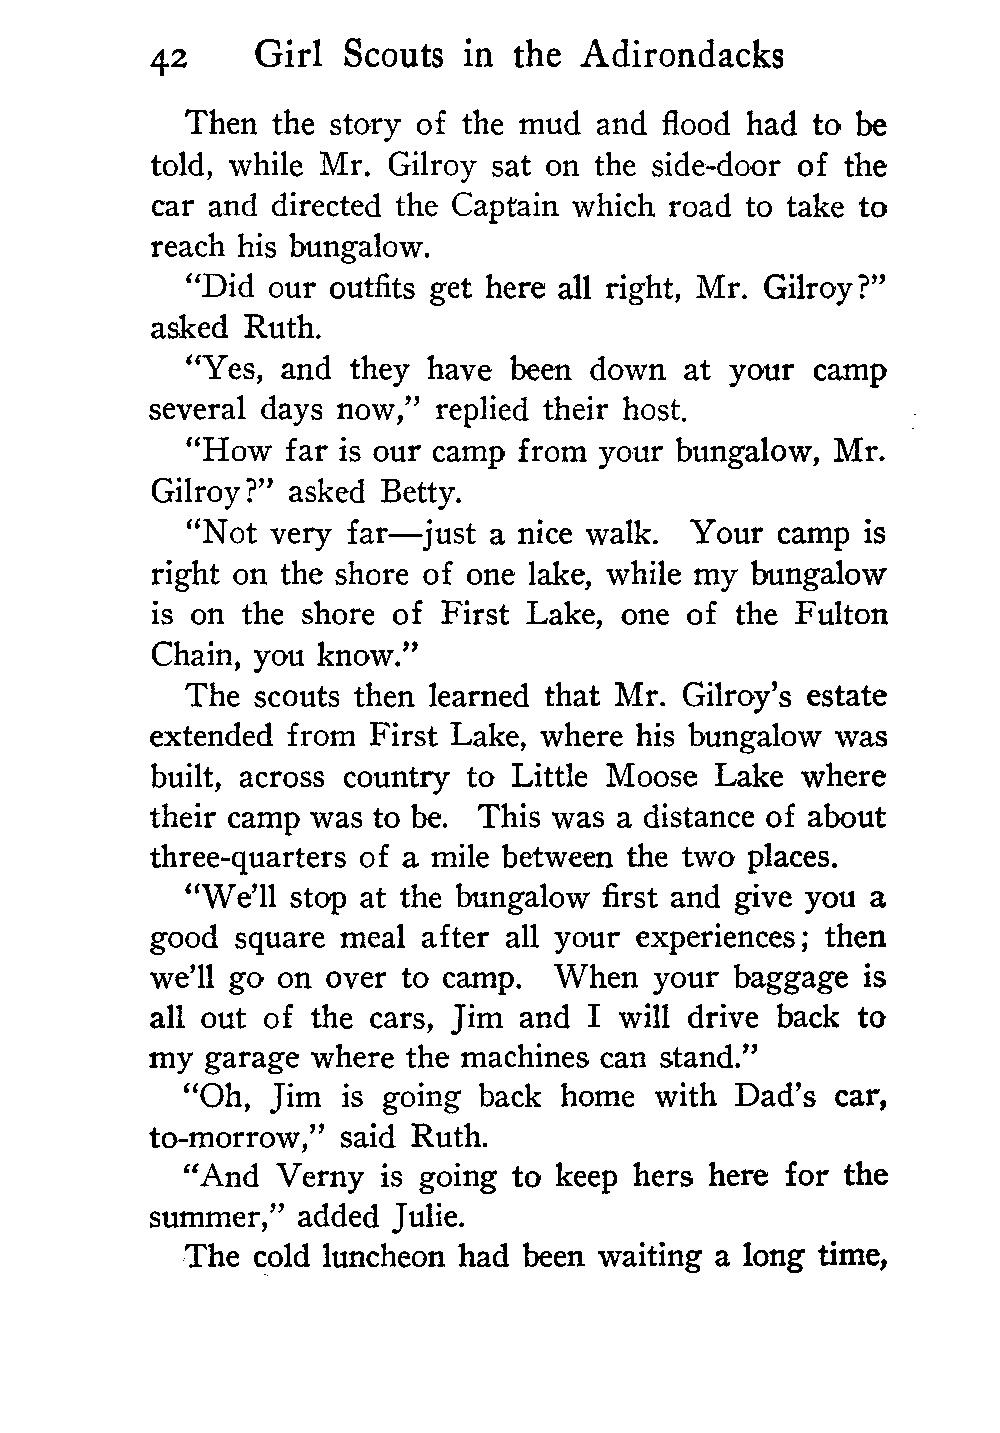 42 Girl Scouts in the Adirondacks
Then the story of the mud and flood had to be
told, while Mr. Gilroy sat on the side-door of the
car and directed the Captain which road to take to
reach his bungalow.
“Did our outfits get here all right, Mr. Gilroy?”
asked Ruth.
“Yes, and they have been down at your camp
several days now,” replied their host.
“How far is our camp from your bungalow, Mr.
Gilroy?” asked Betty.
“Not very far—just a nice walk. Your camp is
right on the shore of one lake, while my bungalow
is on the shore of First Lake, one of the Fulton
Chain, you know.”
The scouts then learned that Mr. Gilroy’s estate
extended from First Lake, where his bungalow was
built, across country to Little Moose Lake where
their camp was to be. This was a distance of about
three-quarters of a mile between the two places.
“We’ll stop at the bungalow first and give you a
good square meal after all your experiences; then
we’ll go on over to camp. When your baggage is
all out of the cars, Jim and I will drive back to
my garage where the machines can stand.”
“Oh, Jim is going back home with Dad’s car,
to-morrow,” said Ruth.
“And Verny is going to keep hers here for the
summer,” added Julie.
The cold luncheon had been waiting a long time,